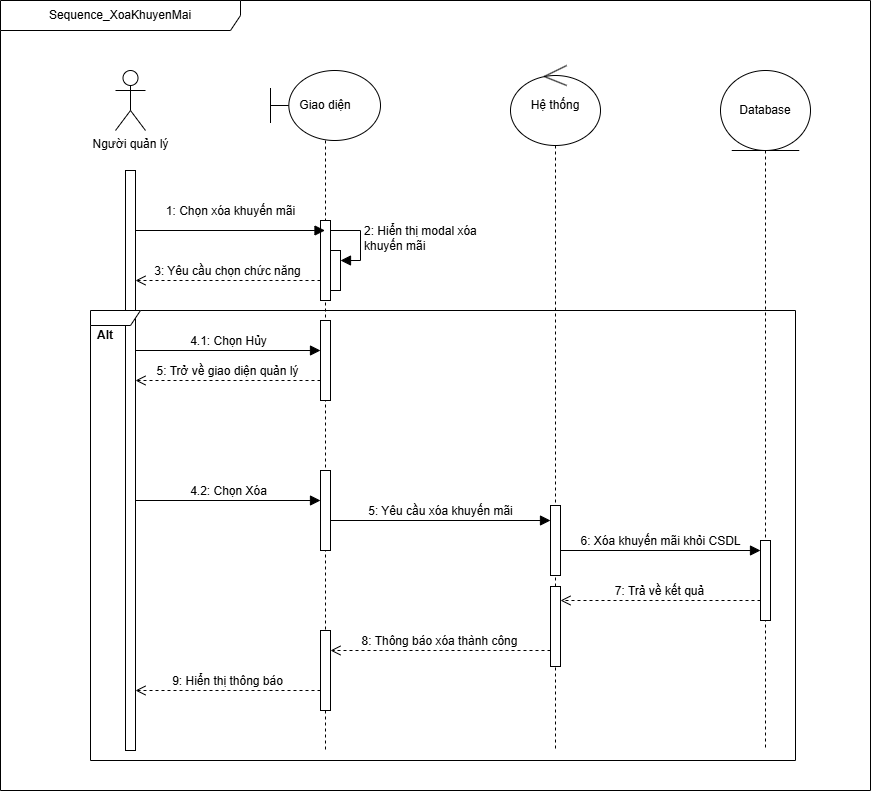 Sequence_XoaKhuyenMai
Người quản lý
Giao diện
Hệ thống
Database
1: Chọn xóa khuyến mãi
2: Hiển thị modal xóa
khuyến mãi
3: Yêu cầu chọn chức năng
Alt
4.1: Chọn Hủy
5: Trở về giao diện quản lý
4.2: Chọn Xóa
5: Yêu cầu xóa khuyến mãi
6: Xóa khuyến mãi khỏi CSDL
7: Trả về kết quả
8: Thông báo xóa thành công
9: Hiển thị thông báo